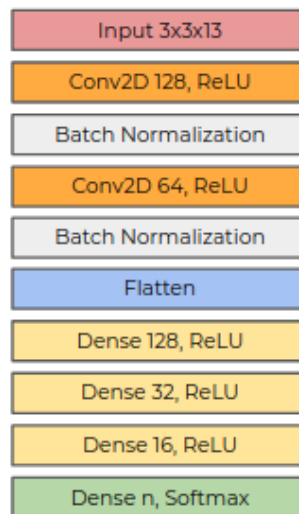 Input 3x3x13
Conv2D 128, ReLU
Batch Normalization
Conv2D 64, ReLU
Batch Normalization
Flatten
Dense 128, ReLU
Dense 32, ReLU
Dense 16, ReLU
Dense n, Softmax